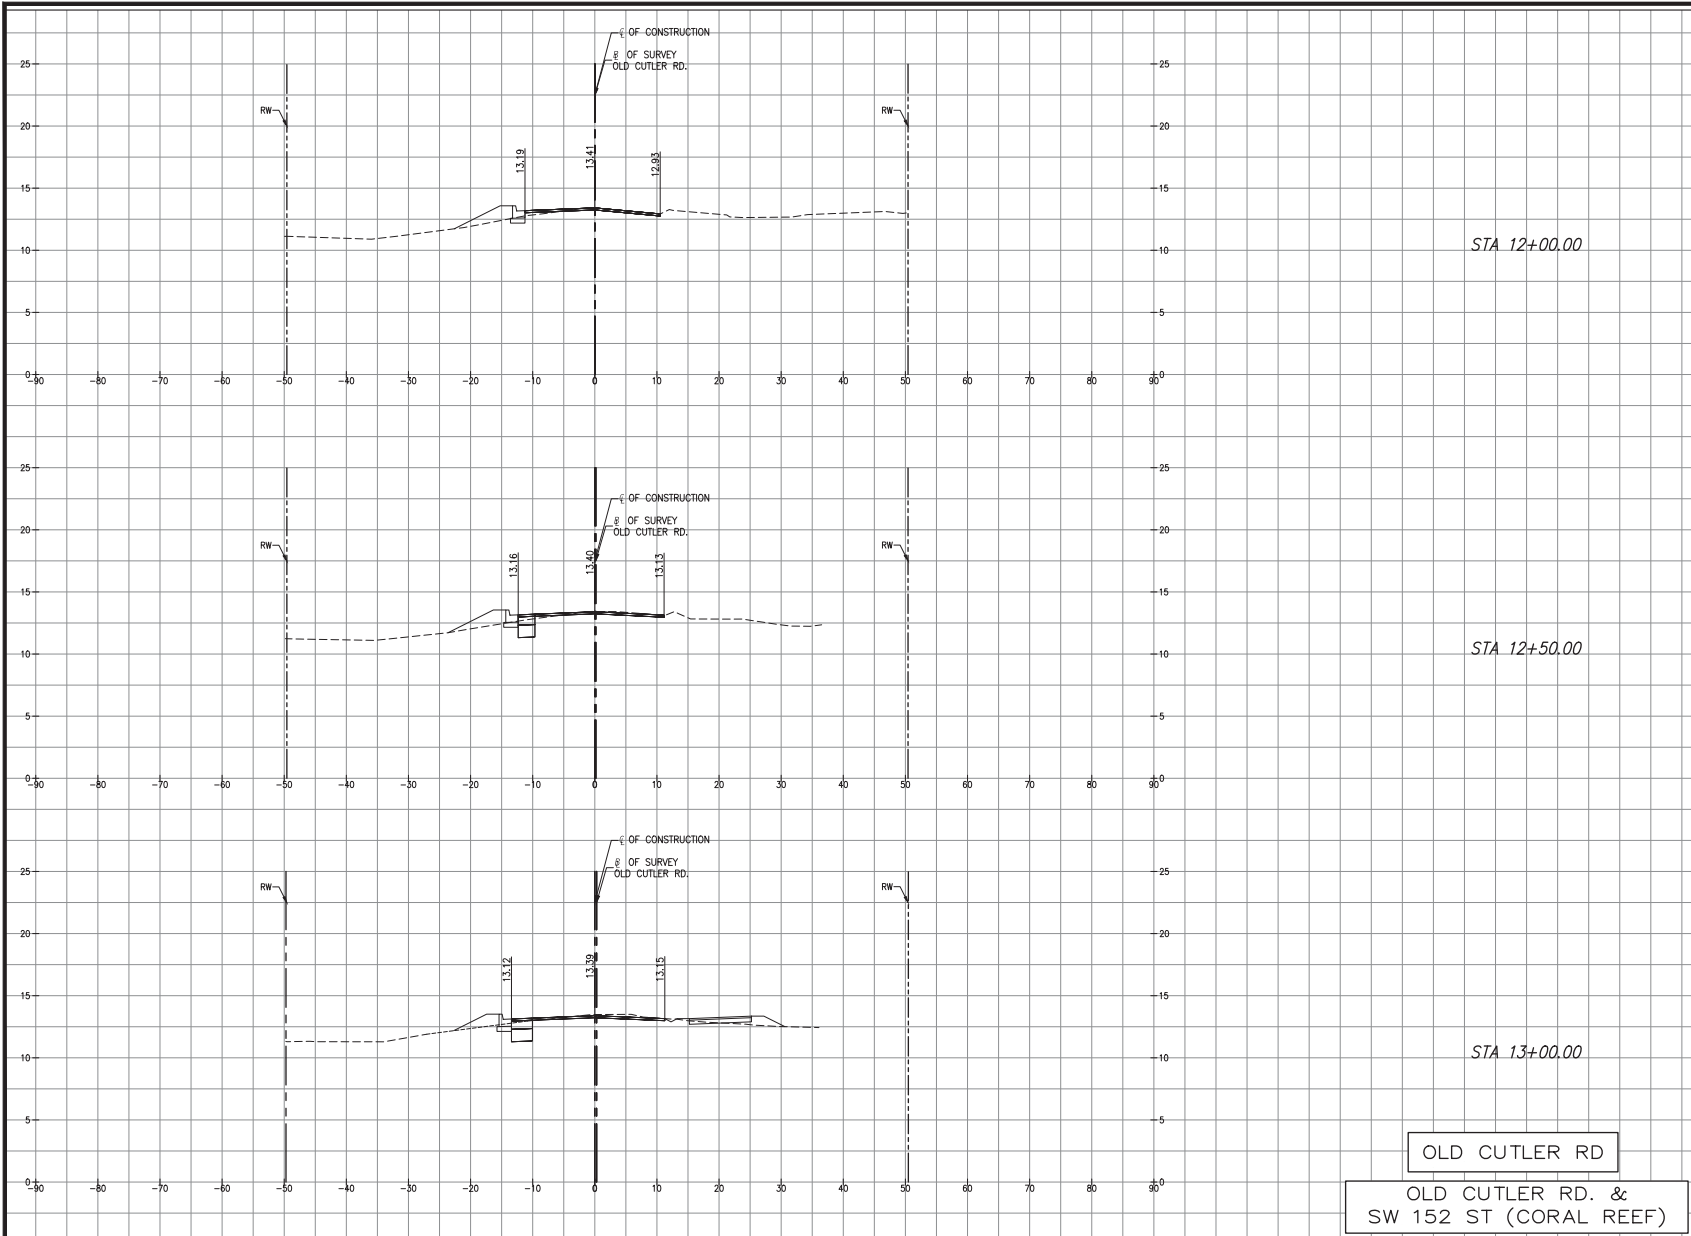 ℄ OF CONSTRUCTION
OF SURVEY
OLD CUTLER RD.
25 25
RW RW
20 20
13.19 13.41 12.93
15 15
STA 12+00.00
10 10
5 5
0 0
-90 -80 -70 -60 -50 -40 -30 -20 -10 0 10 20 30 40 50 60 70 80 90
25 25
℄ OF CONSTRUCTION
OF SURVEY
OLD CUTLER RD.
20 20
RW RW
13.16 13.40 13.13
15 15
STA 12+50.00
10 10
5 5
0 0
-90 -80 -70 -60 -50 -40 -30 -20 -10 0 10 20 30 40 50 60 70 80 90
℄ OF CONSTRUCTION
OF SURVEY
OLD CUTLER RD.
25 25
RW RW
20 20
13.12 13.39 13.15
15 15
STA 13+00.00
10 10
5 5
0 0
-90 -80 -70 -60 -50 -40 -30 -20 -10 0 10 20 30 40 50 60 70 80 90
OLD CUTLER RD
OLD CUTLER RD. &
SW 152 ST (CORAL REEF)